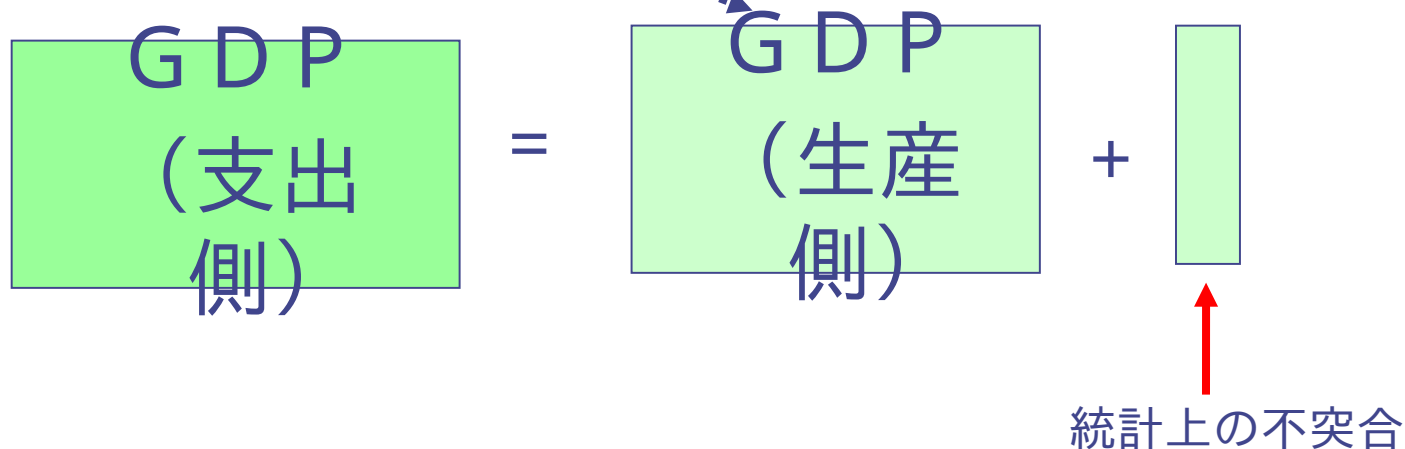 ＧＤＰ
（支出
側）
=
ＧＤＰ
（生産
側）
+
統計上の不突合